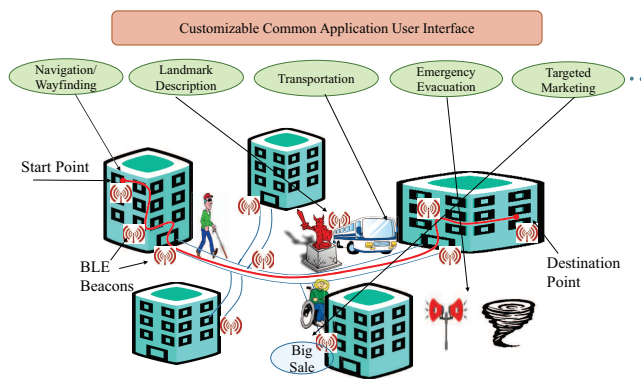 Customizable Common Application User Interface
Navigation/
Wayfinding
Landmark
Description
Transportation
Emergency
Evacuation
Targeted
Marketing
Start Point
BLE
Beacons
Destination
Point
Big
Sale